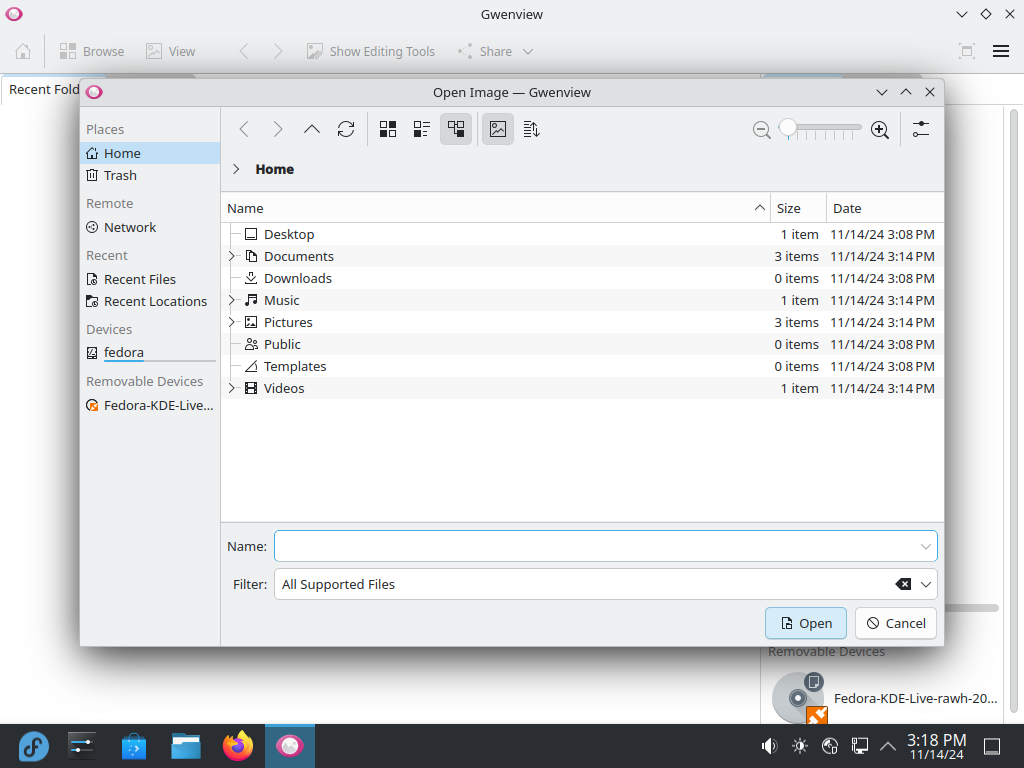 Gwenview
Browse
View
Show Editing Tools
Share
Recent Fold
Open Image — Gwenview
Places
Home
Trash
Remote
Network
Recent
Recent Files
Recent Locations
Devices
fedora
Removable Devices
Fedora-KDE-Live...
Home
Name Size Date
Desktop 1 item 11/14/24 3:08 PM
Documents 3 items 11/14/24 3:14 PM
Downloads 0 items 11/14/24 3:08 PM
Music 1 item 11/14/24 3:14 PM
Pictures 3 items 11/14/24 3:14 PM
Public 0 items 11/14/24 3:08 PM
Templates 0 items 11/14/24 3:08 PM
Videos 1 item 11/14/24 3:14 PM
Name:
Filter: All Supported Files
Open
Cancel
Removable Devices
Fedora-KDE-Live-rawh-20...
3:18 PM
11/14/24